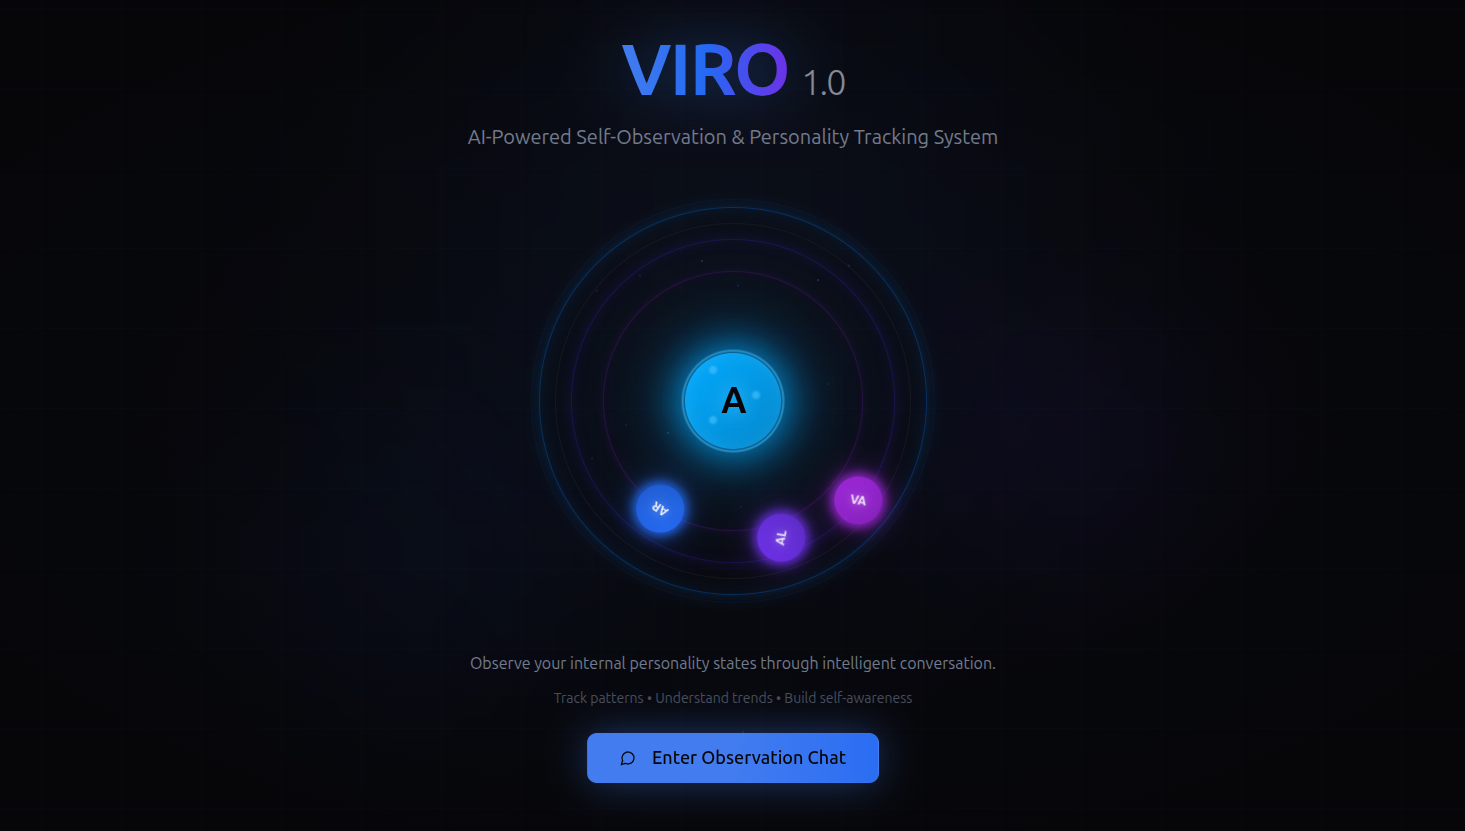 VIRO 1.0
AI-Powered Self-Observation & Personality Tracking System
A
AR
AL
VA
Observe your internal personality states through intelligent conversation.
Track patterns • Understand trends • Build self-awareness
Enter Observation Chat